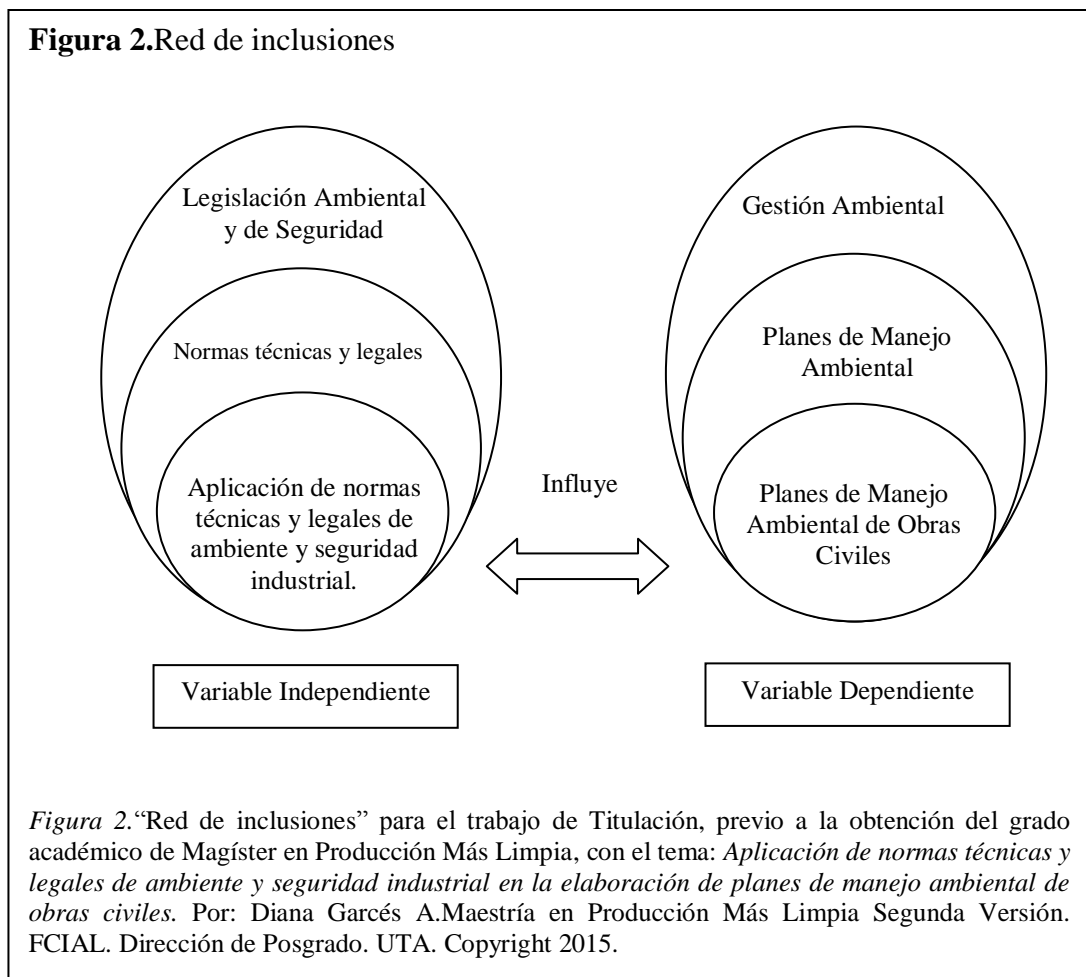 Figura 2.Red de inclusiones
Legislación Ambiental
y de Seguridad
Normas técnicas y legales
Aplicación de normas
técnicas y legales de
ambiente y seguridad
industrial.
Influye
Gestión Ambiental
Planes de Manejo
Ambiental
Planes de Manejo
Ambiental de Obras
Civiles
Variable Independiente
Variable Dependiente
Figura 2.“Red de inclusiones” para el trabajo de Titulación, previo a la obtención del grado
académico de Magíster en Producción Más Limpia, con el tema: Aplicación de normas técnicas y
legales de ambiente y seguridad industrial en la elaboración de planes de manejo ambiental de
obras civiles. Por: Diana Garcés A.Maestría en Producción Más Limpia Segunda Versión.
FCIAL. Dirección de Posgrado. UTA. Copyright 2015.